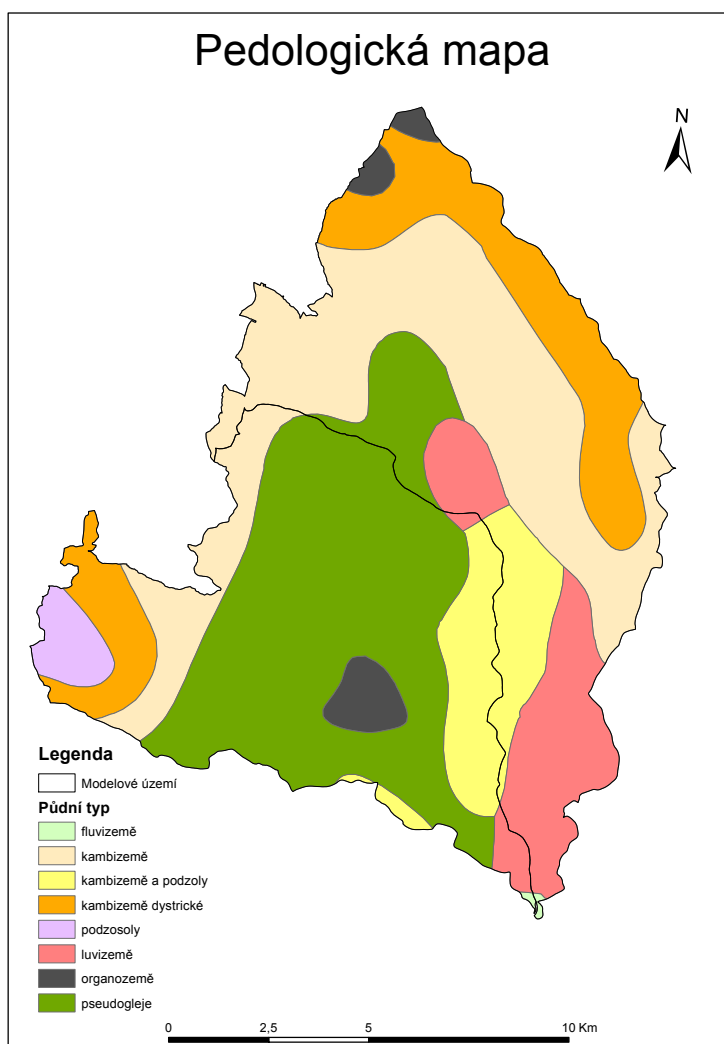 Pedologická mapa
N
Legenda
Modelové území
Půdní typ
fluvizemě
kambizemě
kambizemě a podzoly
kambizemě dystrické
podzosoly
luvizemě
organozemě
pseudogleje
0 2,5 5 10 Km